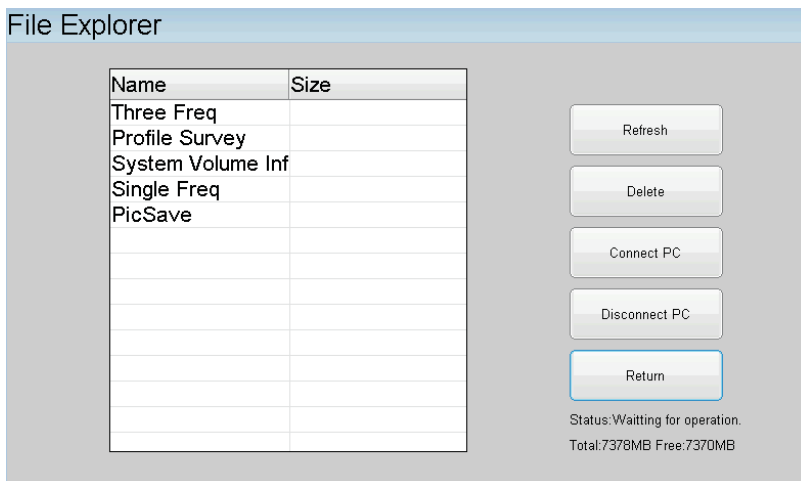 File Explorer
Name Size
Three Freq
Profile Survey
System Volume Inf
Single Freq
PicSave
Refresh
Delete
Connect PC
Disconnect PC
Return
Status:Waitting for operation.
Total:7378MB Free:7370MB